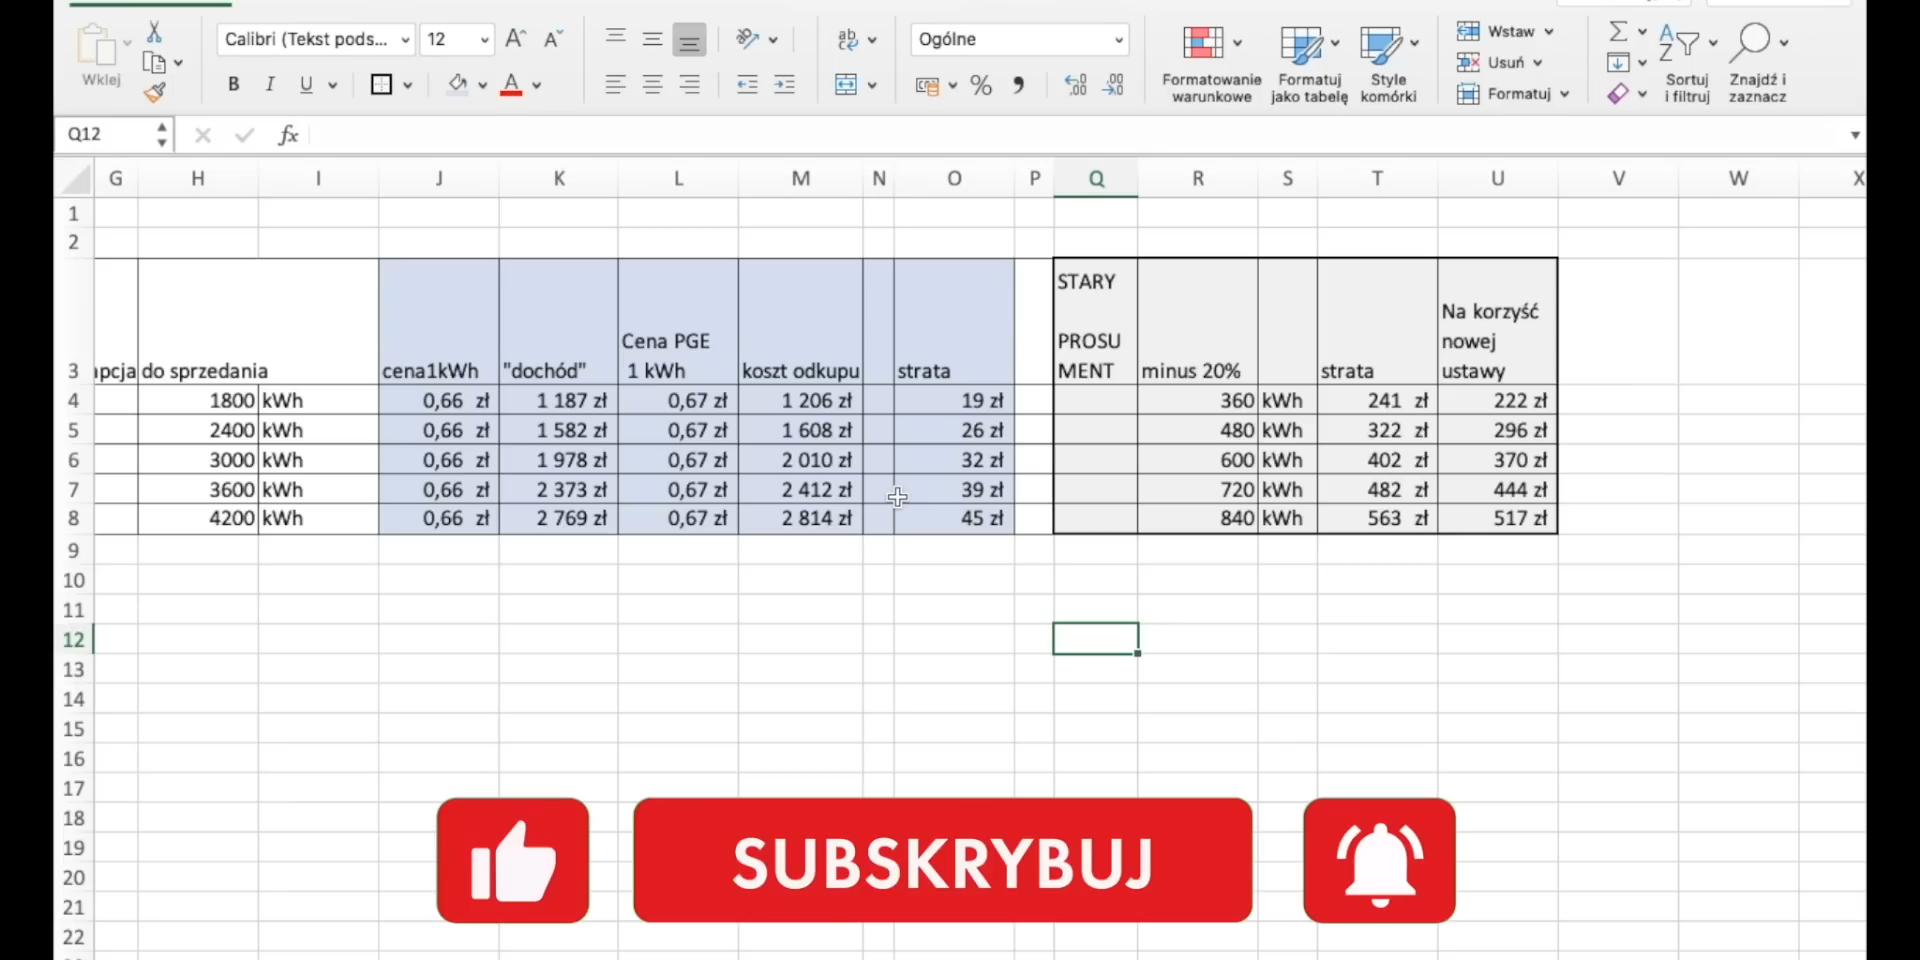 Wklej
Calibri (Tekst pods... 12 A A
B I U A
ab
Ogólne
% 000
Formatowanie warunkowe
Formatuj jako tabelę
Style komórki
Wstaw
Usuń
Formatuj
Sortuj i filtruj
Znajdź i zaznacz
Q12 fx
G H I J K L M N O P Q R S T U V W X
1
2
3 apcja do sprzedania cena1kWh "dochód" Cena PGE 1 kWh koszt odkupu strata STARY PROSUMENT minus 20% strata Na korzyść nowej ustawy
4 1800 kWh 0,66 zł 1 187 zł 0,67 zł 1 206 zł 19 zł 360 kWh 241 zł 222 zł
5 2400 kWh 0,66 zł 1 582 zł 0,67 zł 1 608 zł 26 zł 480 kWh 322 zł 296 zł
6 3000 kWh 0,66 zł 1 978 zł 0,67 zł 2 010 zł 32 zł 600 kWh 402 zł 370 zł
7 3600 kWh 0,66 zł 2 373 zł 0,67 zł 2 412 zł 39 zł 720 kWh 482 zł 444 zł
8 4200 kWh 0,66 zł 2 769 zł 0,67 zł 2 814 zł 45 zł 840 kWh 563 zł 517 zł
9
10
11
12
13
14
15
16
17
18
19
20
21
22
SUBSKRYBUJ